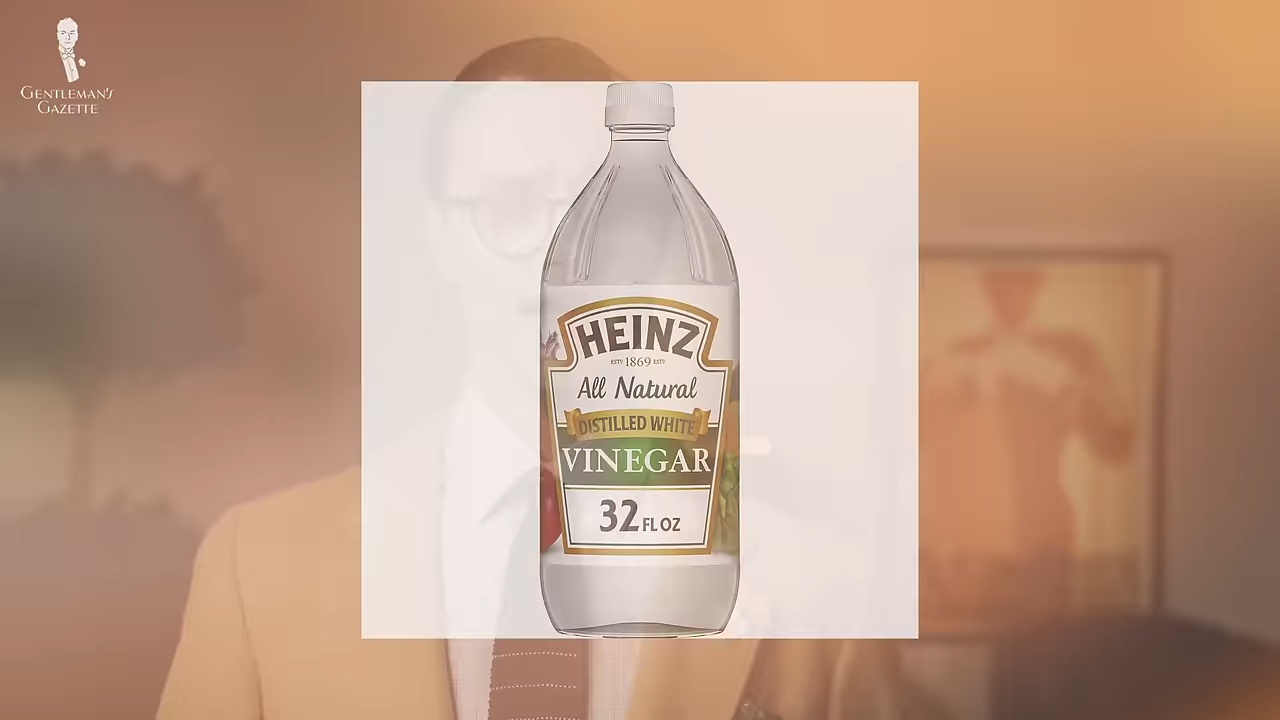 GENTLEMAN'S
GAZETTE
HEINZ
ESTD 1869 ESTD
All Natural
DISTILLED WHITE
VINEGAR
32 FL OZ